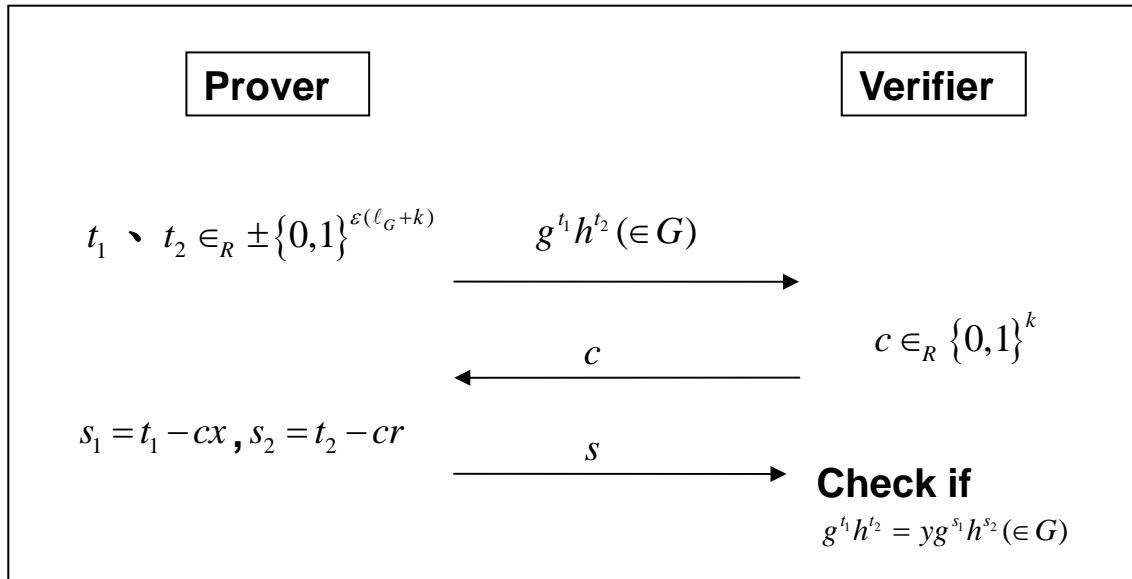 Prover
Verifier
t₁ 、 t₂ ∈_R ±{0,1}^{ε(ℓ_G+k)}
g^{t₁}h^{t₂}(∈G)
c ∈_R {0,1}^k
c
s₁ = t₁ − cx , s₂ = t₂ − cr
s
Check if
g^{t₁}h^{t₂} = yg^{s₁}h^{s₂}(∈G)